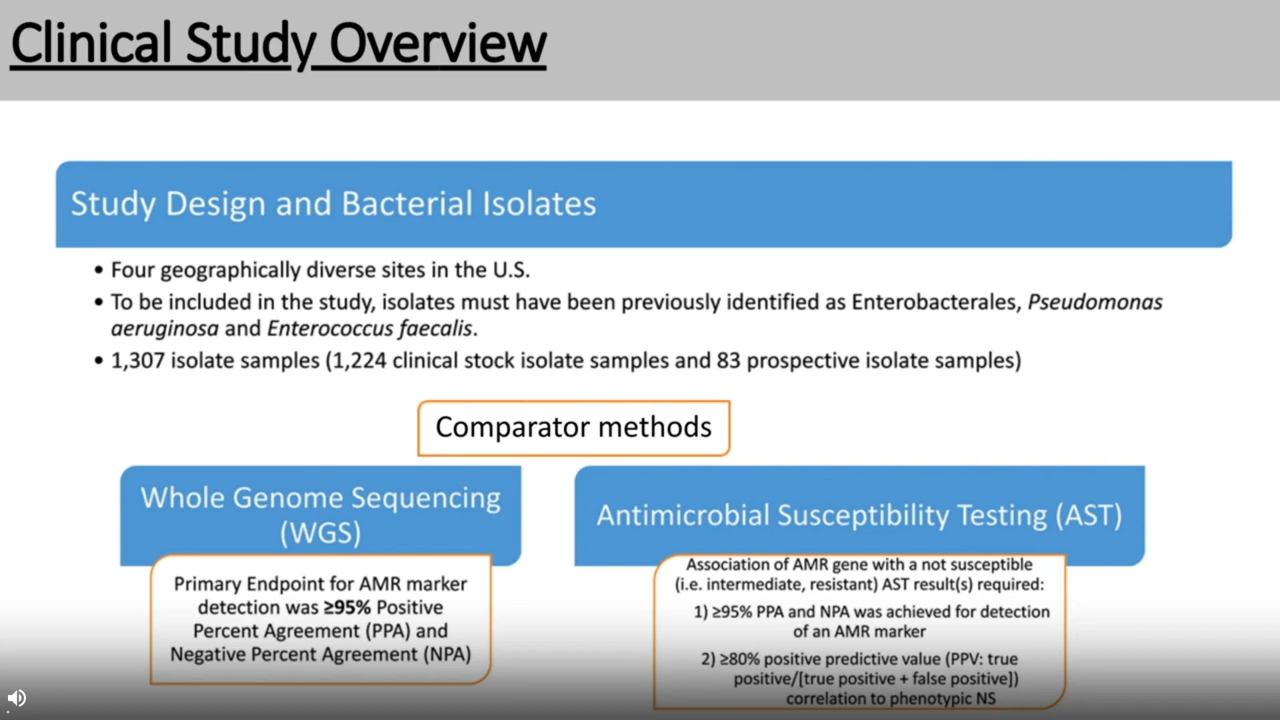 Clinical Study Overview
Study Design and Bacterial Isolates
• Four geographically diverse sites in the U.S.
• To be included in the study, isolates must have been previously identified as Enterobacterales, Pseudomonas
aeruginosa and Enterococcus faecalis.
• 1,307 isolate samples (1,224 clinical stock isolate samples and 83 prospective isolate samples)
Comparator methods
Whole Genome Sequencing
(WGS)
Primary Endpoint for AMR marker
detection was ≥95% Positive
Percent Agreement (PPA) and
Negative Percent Agreement (NPA)
Antimicrobial Susceptibility Testing (AST)
Association of AMR gene with a not susceptible
(i.e. intermediate, resistant) AST result(s) required:
1) ≥95% PPA and NPA was achieved for detection
of an AMR marker
2) ≥80% positive predictive value (PPV: true
positive/[true positive + false positive])
correlation to phenotypic NS